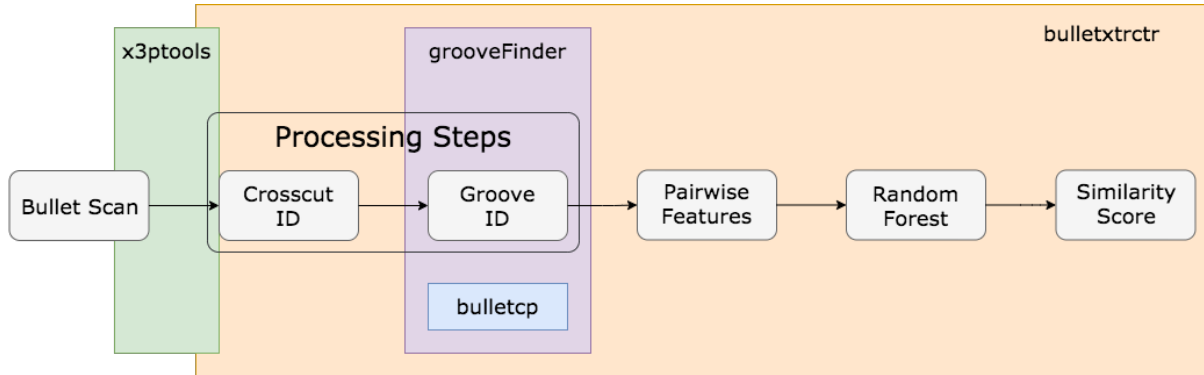 bulletxtrctr
x3ptools
grooveFinder
Processing Steps
Bullet Scan
Crosscut
ID
Groove
ID
Pairwise
Features
Random
Forest
Similarity
Score
bulletcp